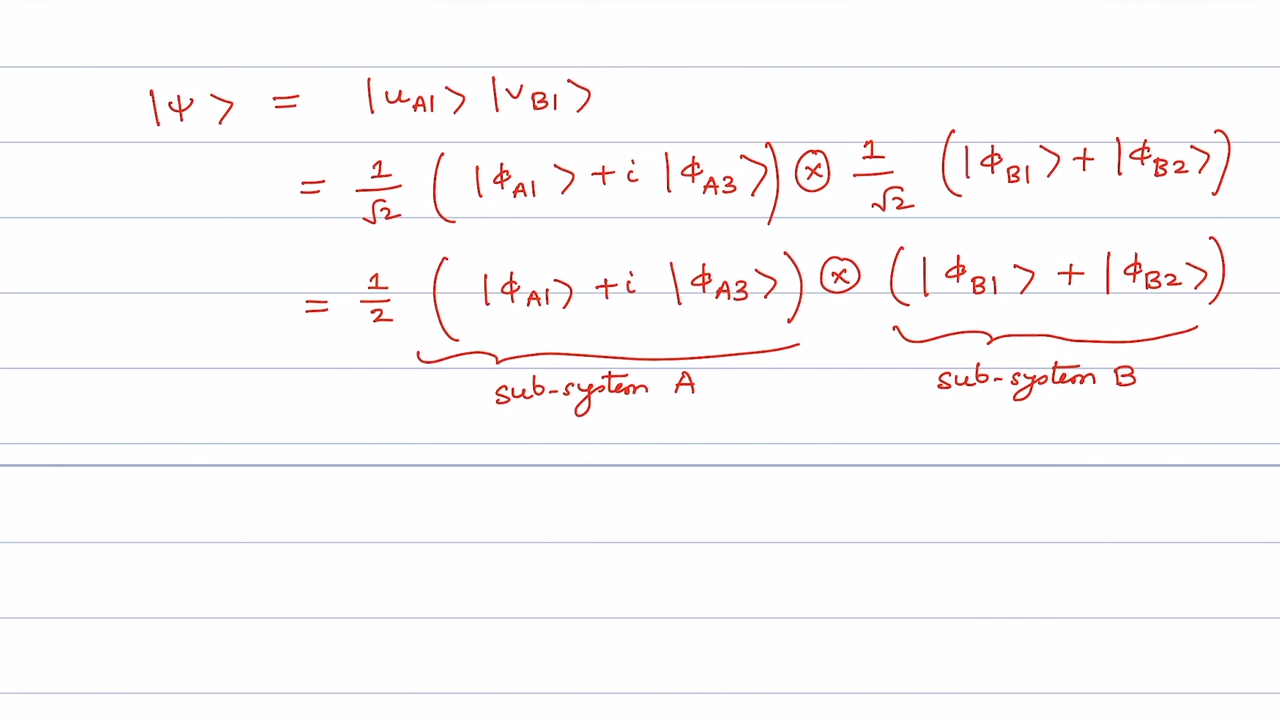 |ψ⟩ = |u_A1⟩ |v_B1⟩
= 1/√2 (|ϕ_A1⟩ + i |ϕ_A3⟩) ⊗ 1/√2 (|ϕ_B1⟩ + |ϕ_B2⟩)
= 1/2 (|ϕ_A1⟩ + i |ϕ_A3⟩) ⊗ (|ϕ_B1⟩ + |ϕ_B2⟩)
sub-system A sub-system B